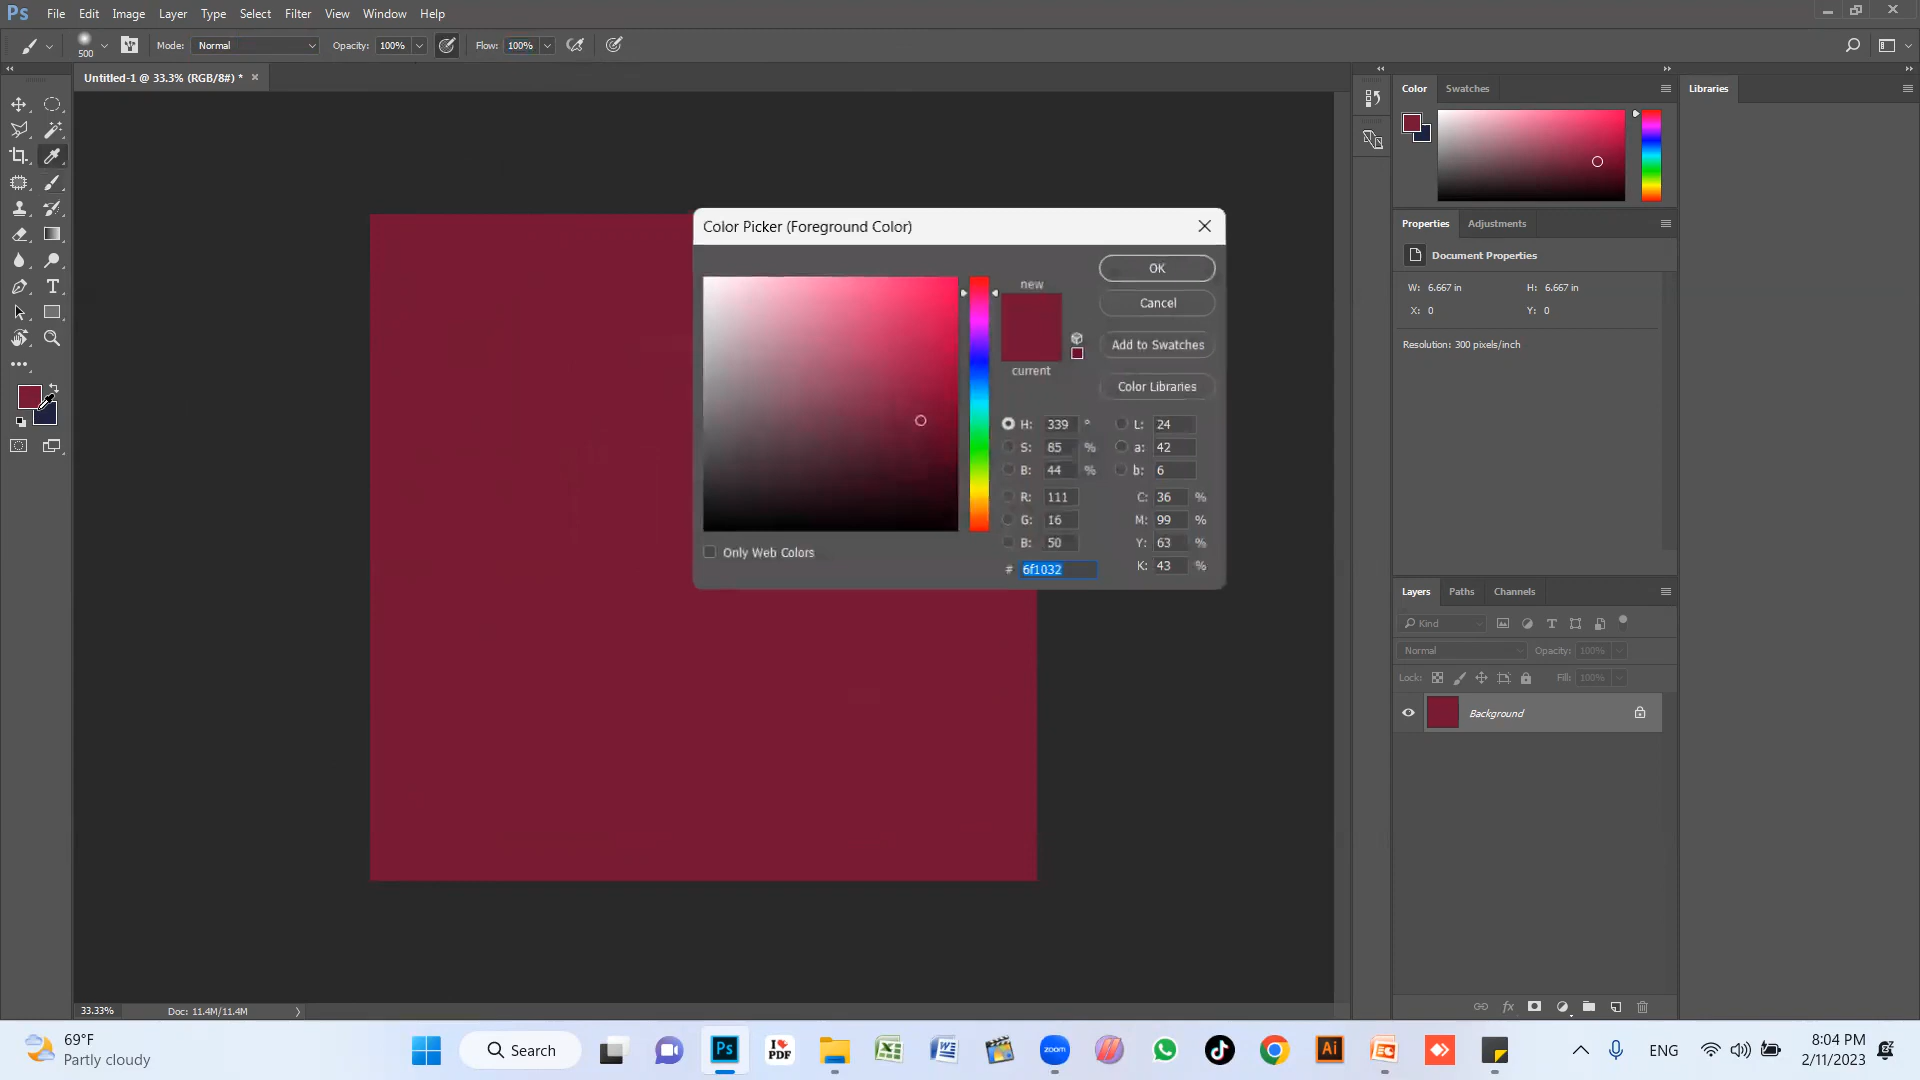 Ps File Edit Image Layer Type Select Filter View Window Help
500 Mode: Normal Opacity: 100% Flow: 100%
Untitled-1 @ 33.3% (RGB/8#) *
Color Swatches
Libraries
Color Picker (Foreground Color)
new
current
OK
Cancel
Add to Swatches
Color Libraries
H: 339 ° L: 24
S: 85 % a: 42
B: 44 % b: 6
R: 111 C: 36 %
G: 16 M: 99 %
B: 50 Y: 63 %
# 6f1032 K: 43 %
Only Web Colors
Properties Adjustments
Document Properties
W: 6.667 in H: 6.667 in
X: 0 Y: 0
Resolution: 300 pixels/inch
Layers Paths Channels
Kind
Normal Opacity: 100%
Lock: Fill: 100%
Background
fx
33.33% Doc: 11.4M/11.4M
69°F
Partly cloudy
Search
Ps
I PDF
W
zoom
Ai
ENG
8:04 PM
2/11/2023